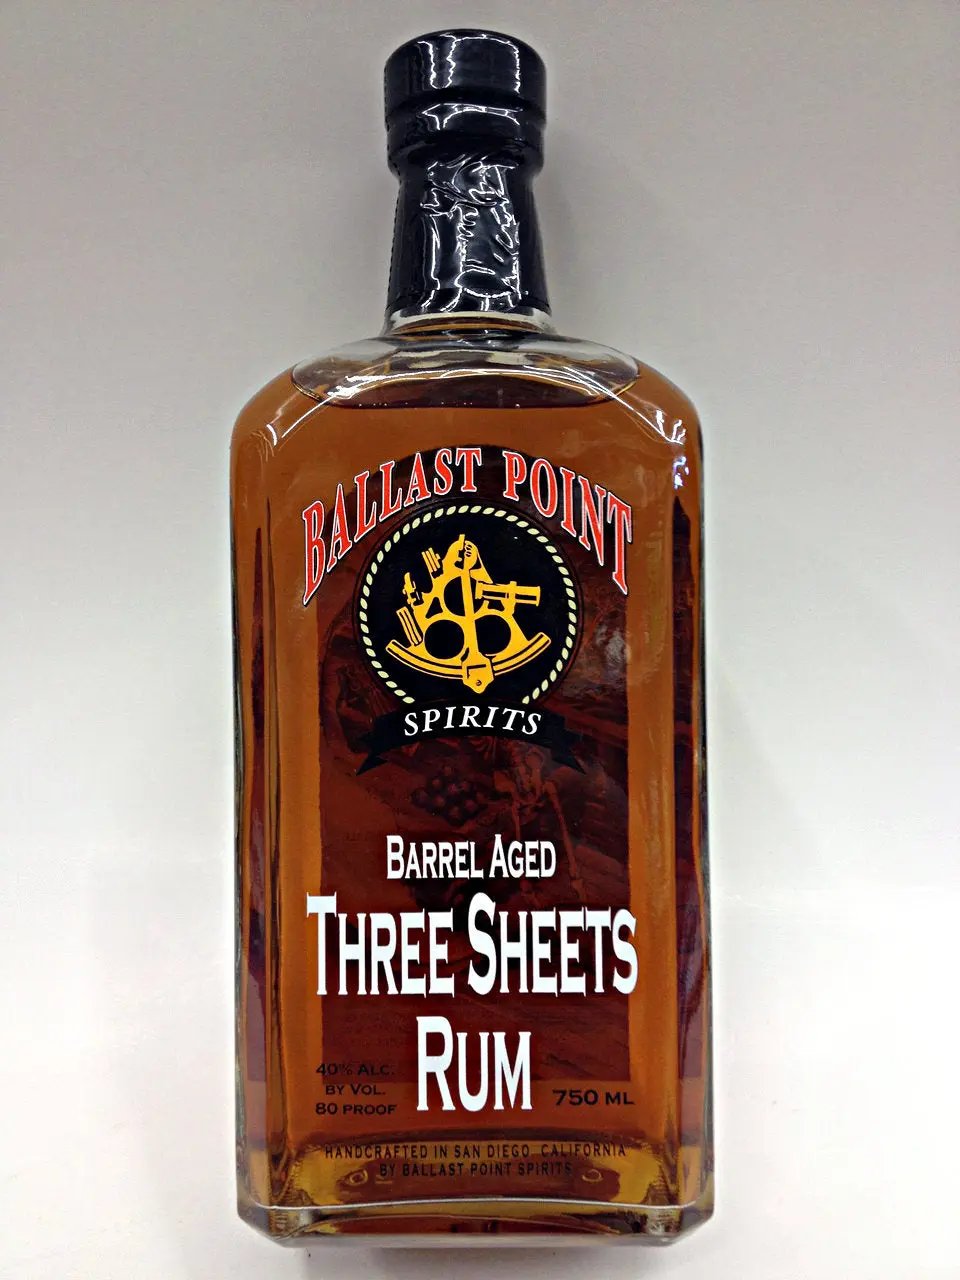 BALLAST POINT
SPIRITS
BARREL AGED
THREE SHEETS
RUM
40% ALC.
BY VOL.
80 PROOF
750 ML
HANDCRAFTED IN SAN DIEGO, CALIFORNIA
BY BALLAST POINT SPIRITS